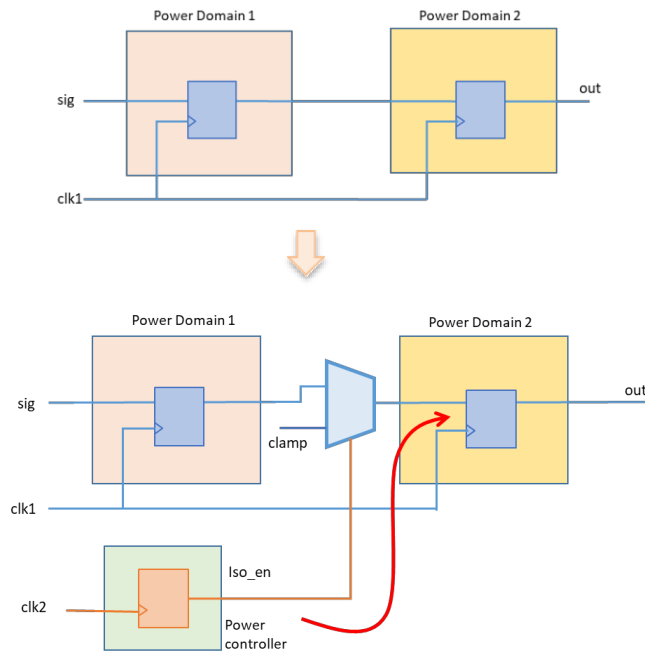 Power Domain 1
Power Domain 2
sig
out
clk1
Power Domain 1
Power Domain 2
sig
out
clamp
clk1
Iso_en
clk2
Power
controller